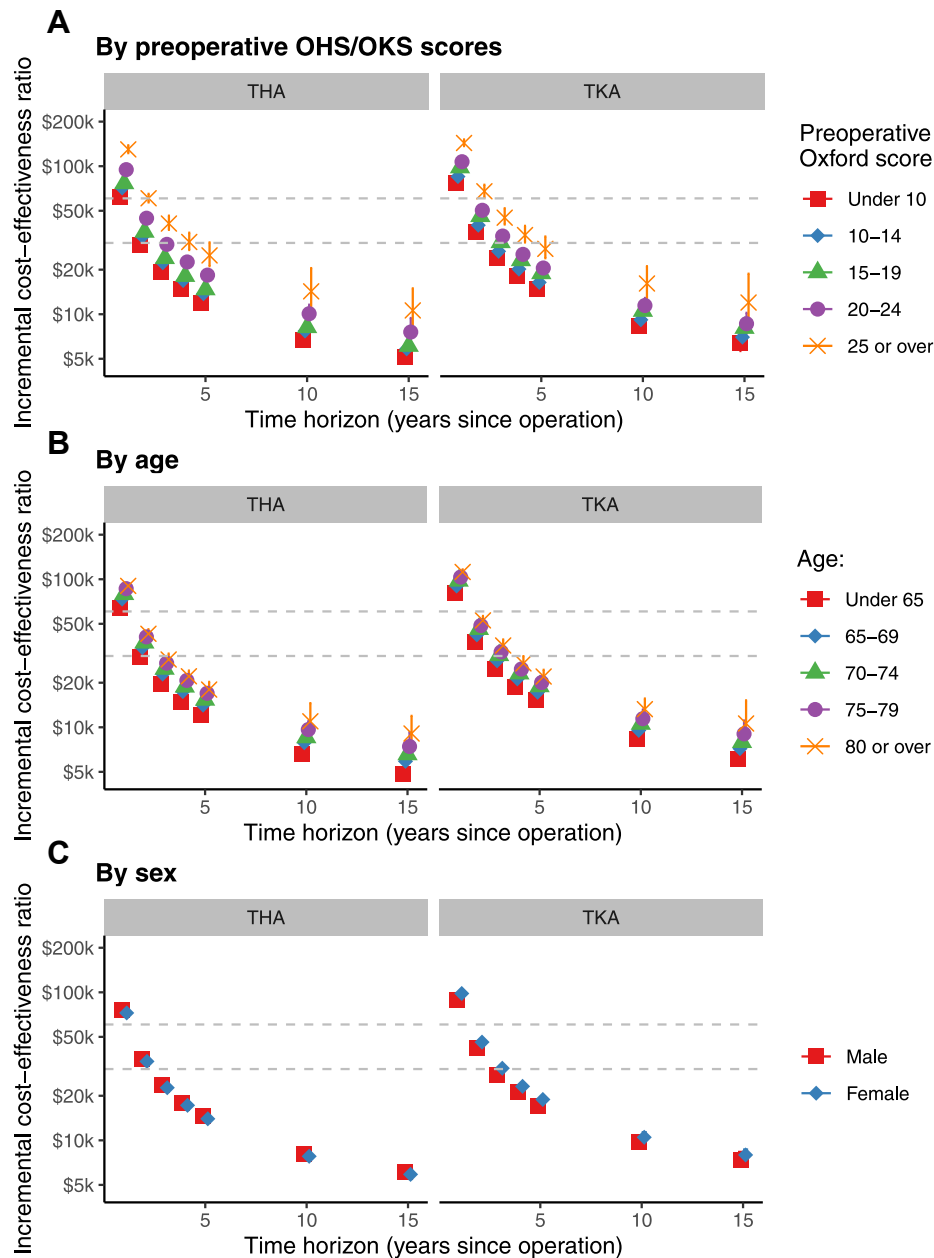 A
By preoperative OHS/OKS scores
THA
TKA
Incremental cost−effectiveness ratio
$200k
$100k
$50k
$20k
$10k
$5k
5
10
15
5
10
15
Time horizon (years since operation)
Preoperative
Oxford score
Under 10
10−14
15−19
20−24
25 or over
B
By age
THA
TKA
Incremental cost−effectiveness ratio
$200k
$100k
$50k
$20k
$10k
$5k
5
10
15
5
10
15
Time horizon (years since operation)
Age:
Under 65
65−69
70−74
75−79
80 or over
C
By sex
THA
TKA
Incremental cost−effectiveness ratio
$200k
$100k
$50k
$20k
$10k
$5k
5
10
15
5
10
15
Time horizon (years since operation)
Male
Female